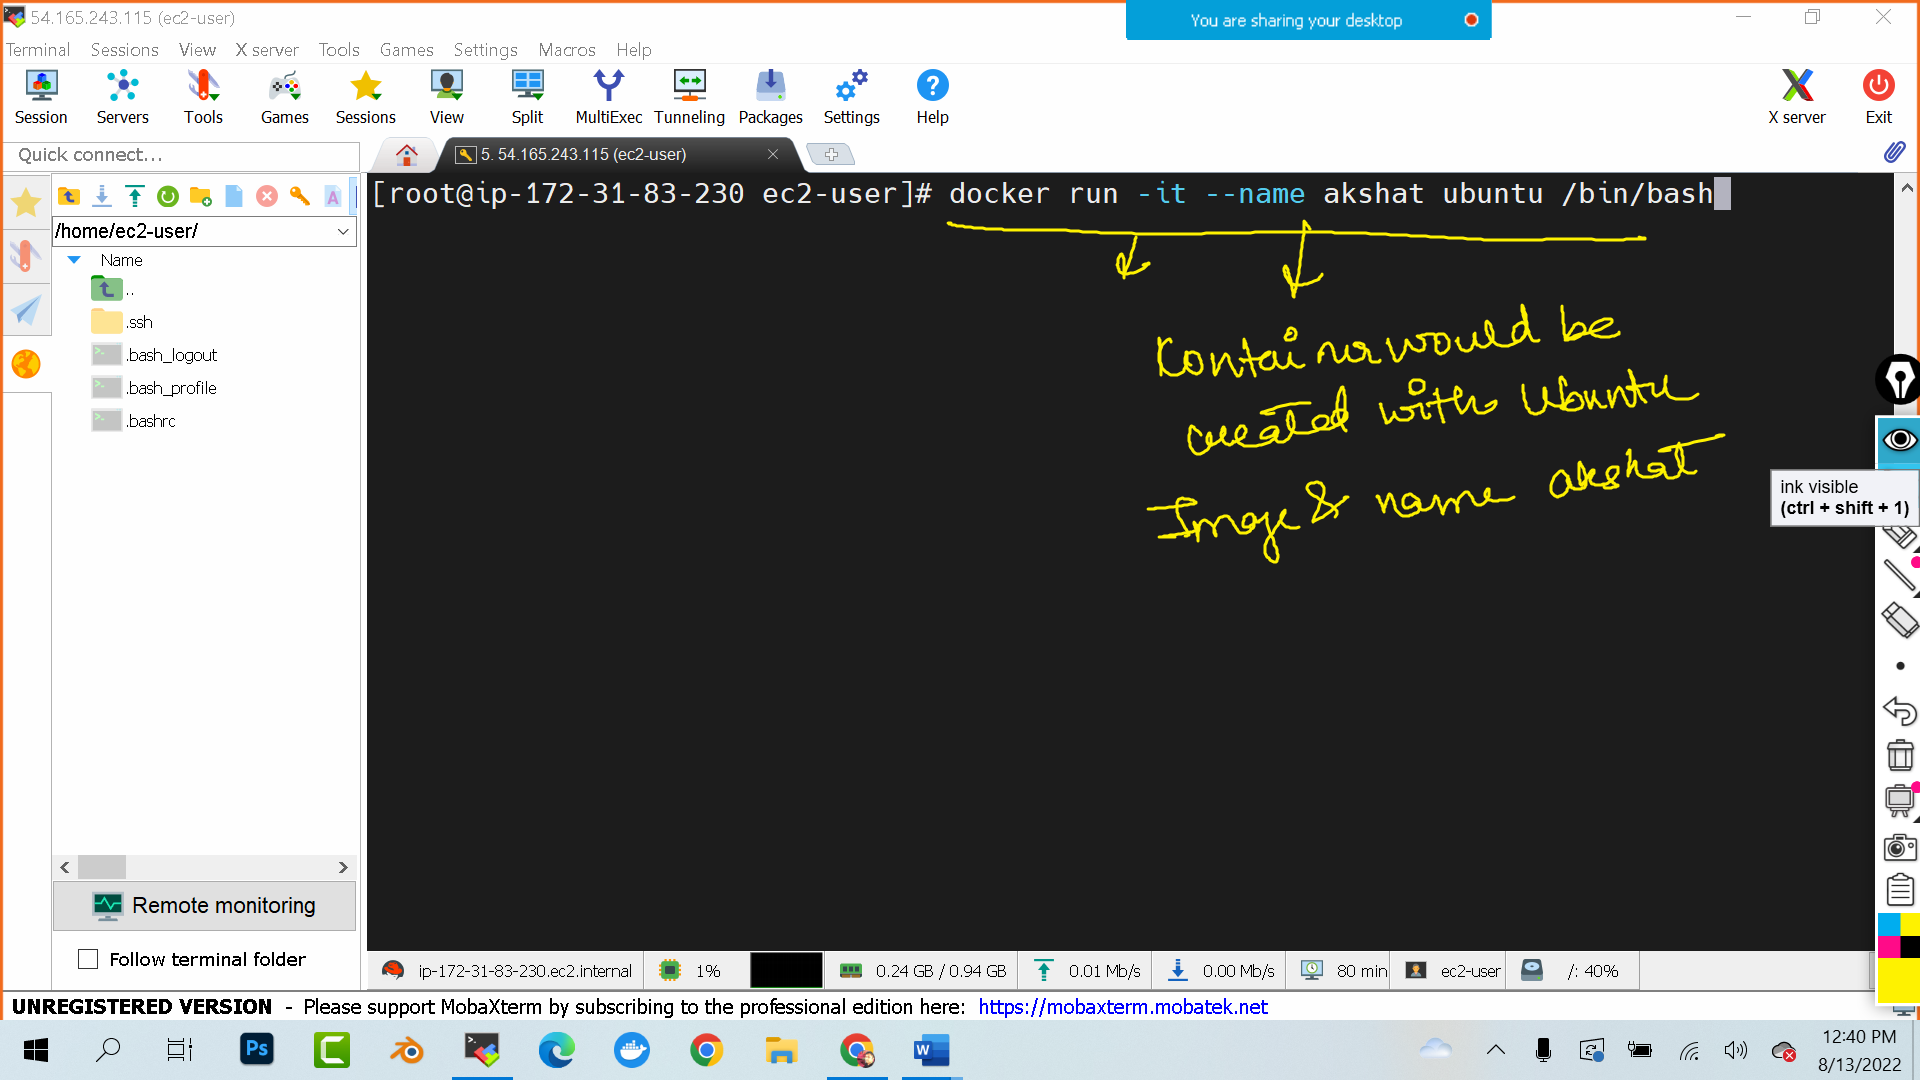 54.165.243.115 (ec2-user)
You are sharing your desktop
Terminal Sessions View X server Tools Games Settings Macros Help
Session Servers Tools Games Sessions View Split MultiExec Tunneling Packages Settings Help X server Exit
Quick connect...
5. 54.165.243.115 (ec2-user)
[root@ip-172-31-83-230 ec2-user]# docker run -it --name akshat ubuntu /bin/bash
/home/ec2-user/
Name
..
.ssh
.bash_logout
.bash_profile
.bashrc
Container would be
created with Ubuntu
Image & name akshat
ink visible
(ctrl + shift + 1)
Remote monitoring
Follow terminal folder
ip-172-31-83-230.ec2.internal 1% 0.24 GB / 0.94 GB 0.01 Mb/s 0.00 Mb/s 80 min ec2-user /: 40%
UNREGISTERED VERSION - Please support MobaXterm by subscribing to the professional edition here: https://mobaxterm.mobatek.net
Ps
12:40 PM
8/13/2022